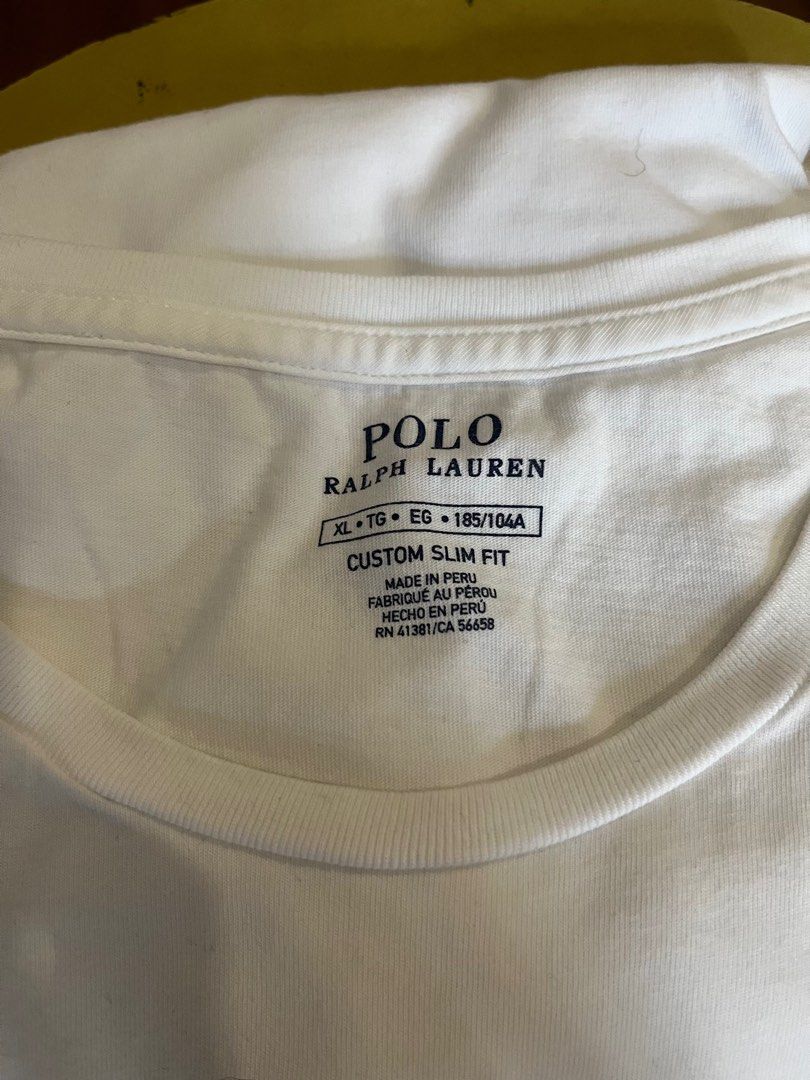 POLO
RALPH LAUREN
XL • TG • EG • 185/104A
CUSTOM SLIM FIT
MADE IN PERU
FABRIQUÉ AU PÉROU
HECHO EN PERÚ
RN 41381/CA 56658